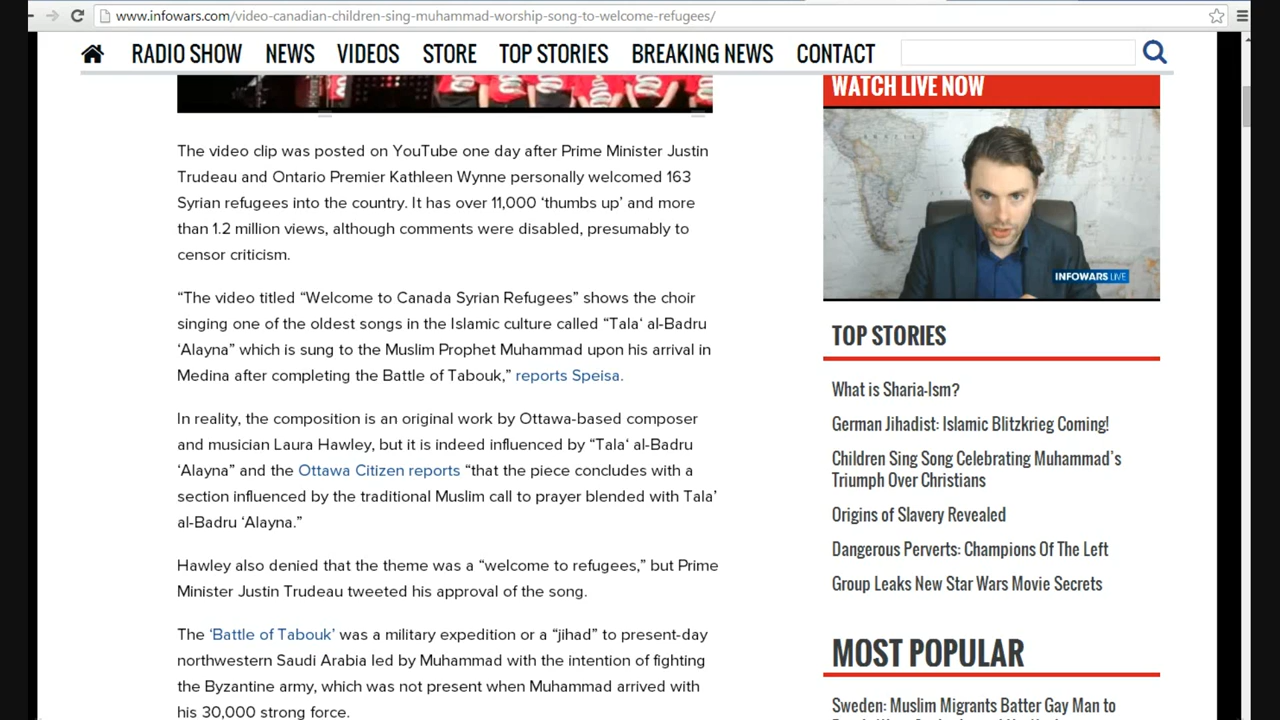 www.infowars.com/video-canadian-children-sing-muhammad-worship-song-to-welcome-refugees/
RADIO SHOW NEWS VIDEOS STORE TOP STORIES BREAKING NEWS CONTACT
The video clip was posted on YouTube one day after Prime Minister Justin
Trudeau and Ontario Premier Kathleen Wynne personally welcomed 163
Syrian refugees into the country. It has over 11,000 ‘thumbs up’ and more
than 1.2 million views, although comments were disabled, presumably to
censor criticism.
“The video titled “Welcome to Canada Syrian Refugees” shows the choir
singing one of the oldest songs in the Islamic culture called “Tala‘ al-Badru
‘Alayna” which is sung to the Muslim Prophet Muhammad upon his arrival in
Medina after completing the Battle of Tabouk,” reports Speisa.
In reality, the composition is an original work by Ottawa-based composer
and musician Laura Hawley, but it is indeed influenced by “Tala‘ al-Badru
‘Alayna” and the Ottawa Citizen reports “that the piece concludes with a
section influenced by the traditional Muslim call to prayer blended with Tala’
al-Badru ‘Alayna.”
Hawley also denied that the theme was a “welcome to refugees,” but Prime
Minister Justin Trudeau tweeted his approval of the song.
The ‘Battle of Tabouk’ was a military expedition or a “jihad” to present-day
northwestern Saudi Arabia led by Muhammad with the intention of fighting
the Byzantine army, which was not present when Muhammad arrived with
his 30,000 strong force.
WATCH LIVE NOW
INFOWARS LIVE
TOP STORIES
What is Sharia-Ism?
German Jihadist: Islamic Blitzkrieg Coming!
Children Sing Song Celebrating Muhammad’s
Triumph Over Christians
Origins of Slavery Revealed
Dangerous Perverts: Champions Of The Left
Group Leaks New Star Wars Movie Secrets
MOST POPULAR
Sweden: Muslim Migrants Batter Gay Man to